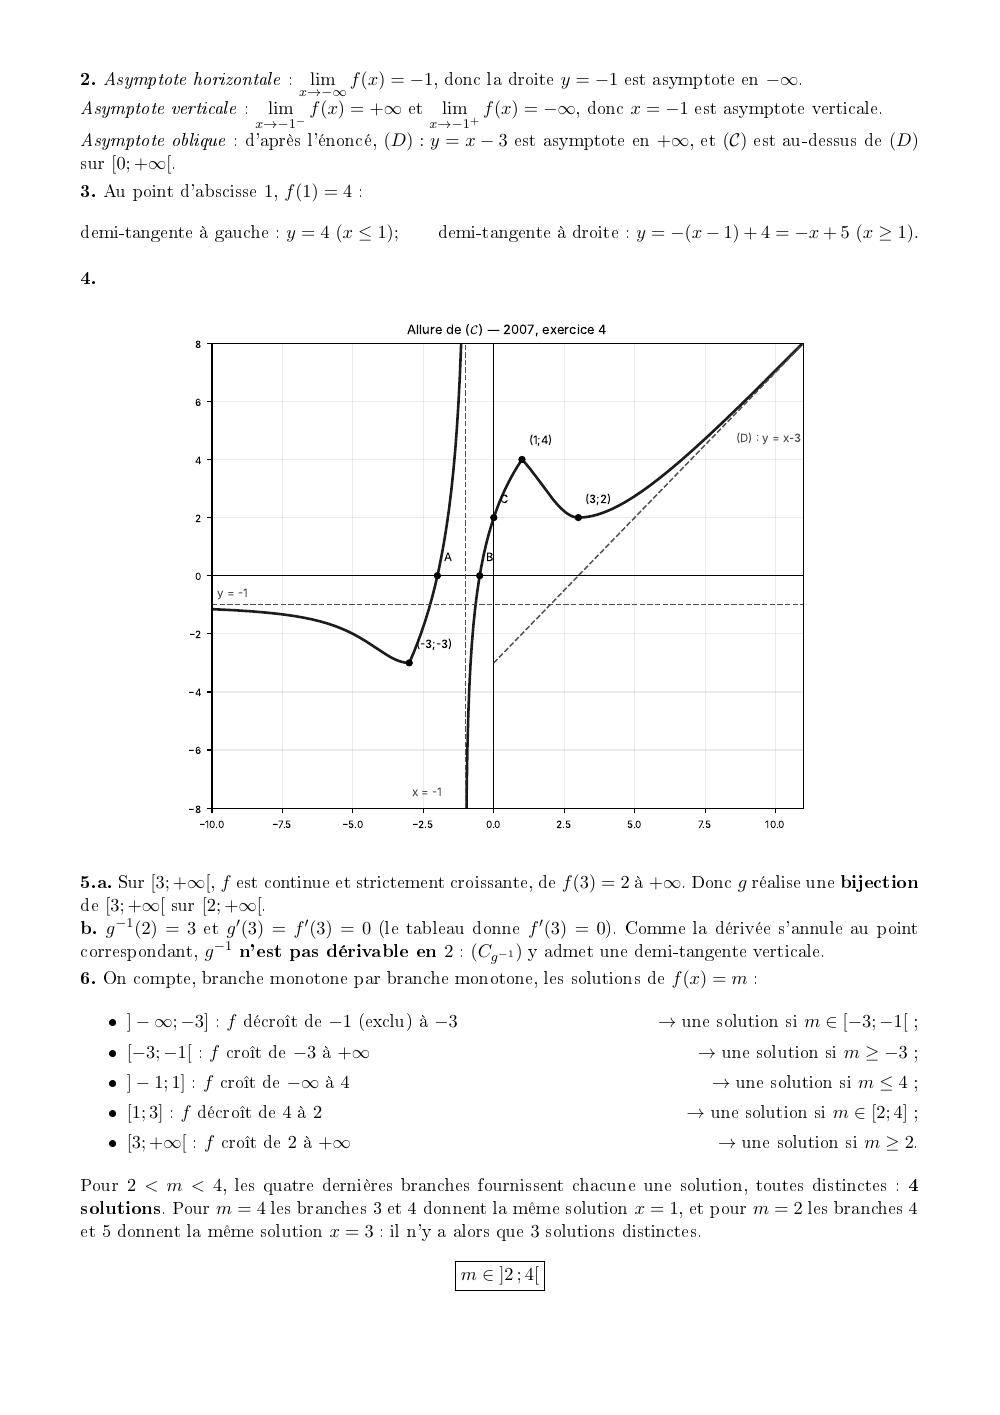 2. Asymptote horizontale : lim x→−∞ f(x) = −1, donc la droite y = −1 est asymptote en −∞.
Asymptote verticale : lim x→−1⁻ f(x) = +∞ et lim x→−1⁺ f(x) = −∞, donc x = −1 est asymptote verticale.
Asymptote oblique : d'après l'énoncé, (D) : y = x − 3 est asymptote en +∞, et (𝒞) est au-dessus de (D)
sur [0; +∞[.
3. Au point d'abscisse 1, f(1) = 4 :
demi-tangente à gauche : y = 4 (x ≤ 1); demi-tangente à droite : y = −(x − 1) + 4 = −x + 5 (x ≥ 1).
4.
Allure de (𝒞) — 2007, exercice 4
8
6
4
2
0
−2
−4
−6
−8
(1;4)
(D) : y = x-3
C
(3;2)
A
B
y = -1
(-3;-3)
x = -1
−10.0 −7.5 −5.0 −2.5 0.0 2.5 5.0 7.5 10.0
5.a. Sur [3; +∞[, f est continue et strictement croissante, de f(3) = 2 à +∞. Donc g réalise une bijection
de [3; +∞[ sur [2; +∞[.
b. g⁻¹(2) = 3 et g′(3) = f′(3) = 0 (le tableau donne f′(3) = 0). Comme la dérivée s'annule au point
correspondant, g⁻¹ n'est pas dérivable en 2 : (C_g⁻¹) y admet une demi-tangente verticale.
6. On compte, branche monotone par branche monotone, les solutions de f(x) = m :
• ] − ∞; −3] : f décroît de −1 (exclu) à −3 → une solution si m ∈ [−3; −1[ ;
• [−3; −1[ : f croît de −3 à +∞ → une solution si m ≥ −3 ;
• ] − 1; 1] : f croît de −∞ à 4 → une solution si m ≤ 4 ;
• [1; 3] : f décroît de 4 à 2 → une solution si m ∈ [2; 4] ;
• [3; +∞[ : f croît de 2 à +∞ → une solution si m ≥ 2.
Pour 2 < m < 4, les quatre dernières branches fournissent chacune une solution, toutes distinctes : 4
solutions. Pour m = 4 les branches 3 et 4 donnent la même solution x = 1, et pour m = 2 les branches 4
et 5 donnent la même solution x = 3 : il n'y a alors que 3 solutions distinctes.
m ∈ ]2 ; 4[